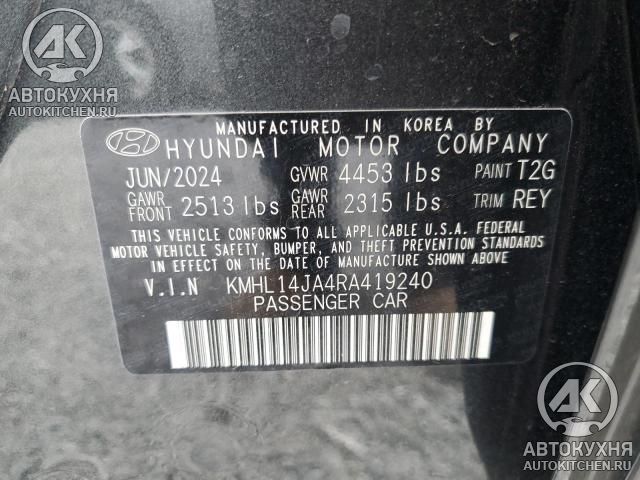 AK
АВТОКУХНЯ
AUTOKITCHEN.RU
MANUFACTURED IN KOREA BY
HYUNDAI MOTOR COMPANY
JUN/2024 GVWR 4453 lbs PAINT T2G
GAWR FRONT 2513 lbs GAWR REAR 2315 lbs TRIM REY
THIS VEHICLE CONFORMS TO ALL APPLICABLE U.S.A. FEDERAL
MOTOR VEHICLE SAFETY, BUMPER, AND THEFT PREVENTION STANDARDS
IN EFFECT ON THE DATE OF MANUFACTURE SHOWN ABOVE.
V.I.N KMHL14JA4RA419240
PASSENGER CAR
AK
АВТОКУХНЯ
AUTOKITCHEN.RU